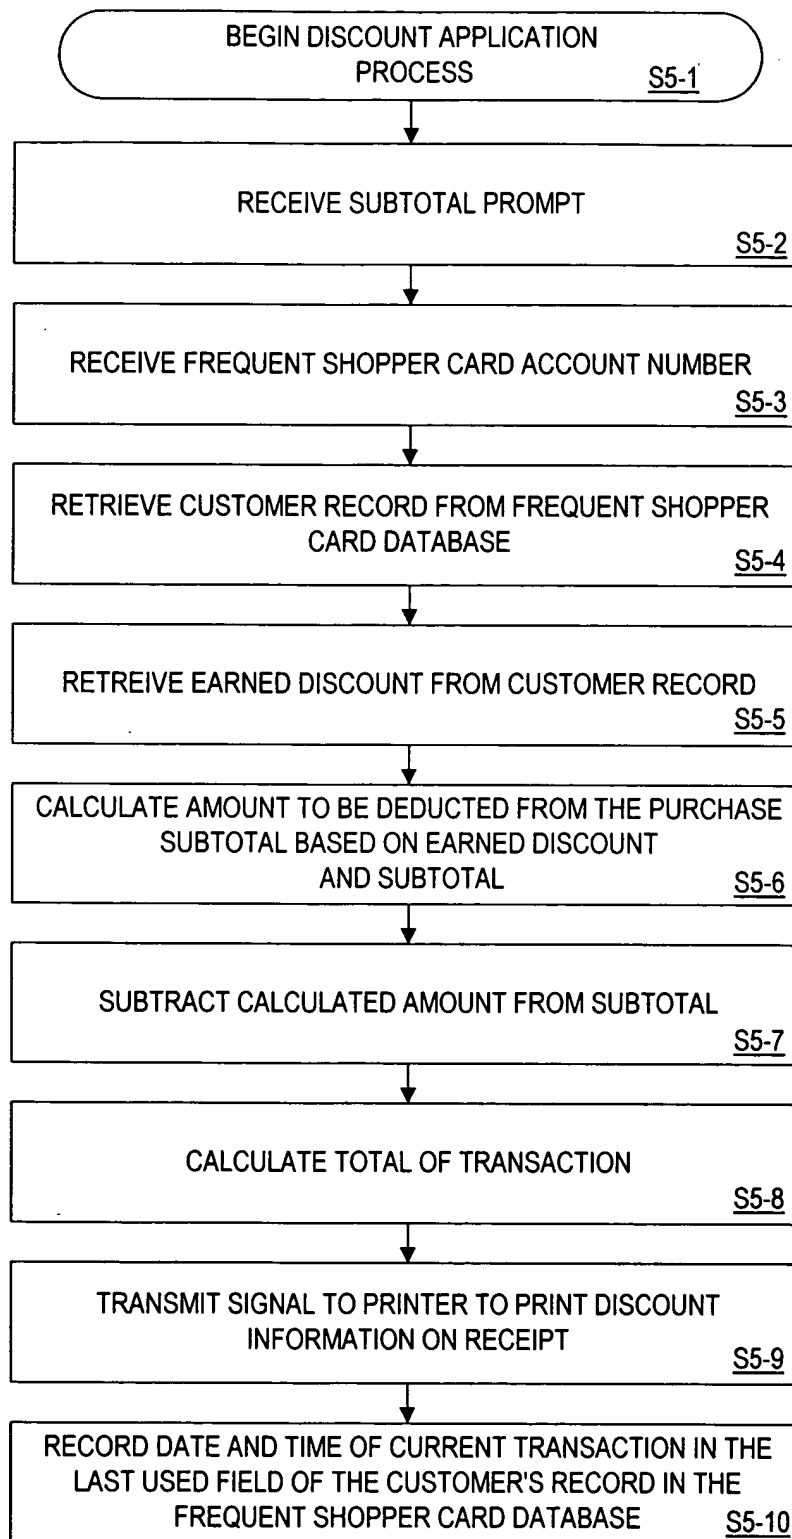 BEGIN DISCOUNT APPLICATION
PROCESS
S5-1
RECEIVE SUBTOTAL PROMPT
S5-2
RECEIVE FREQUENT SHOPPER CARD ACCOUNT NUMBER
S5-3
RETRIEVE CUSTOMER RECORD FROM FREQUENT SHOPPER
CARD DATABASE
S5-4
RETREIVE EARNED DISCOUNT FROM CUSTOMER RECORD
S5-5
CALCULATE AMOUNT TO BE DEDUCTED FROM THE PURCHASE
SUBTOTAL BASED ON EARNED DISCOUNT
AND SUBTOTAL
S5-6
SUBTRACT CALCULATED AMOUNT FROM SUBTOTAL
S5-7
CALCULATE TOTAL OF TRANSACTION
S5-8
TRANSMIT SIGNAL TO PRINTER TO PRINT DISCOUNT
INFORMATION ON RECEIPT
S5-9
RECORD DATE AND TIME OF CURRENT TRANSACTION IN THE
LAST USED FIELD OF THE CUSTOMER'S RECORD IN THE
FREQUENT SHOPPER CARD DATABASE
S5-10